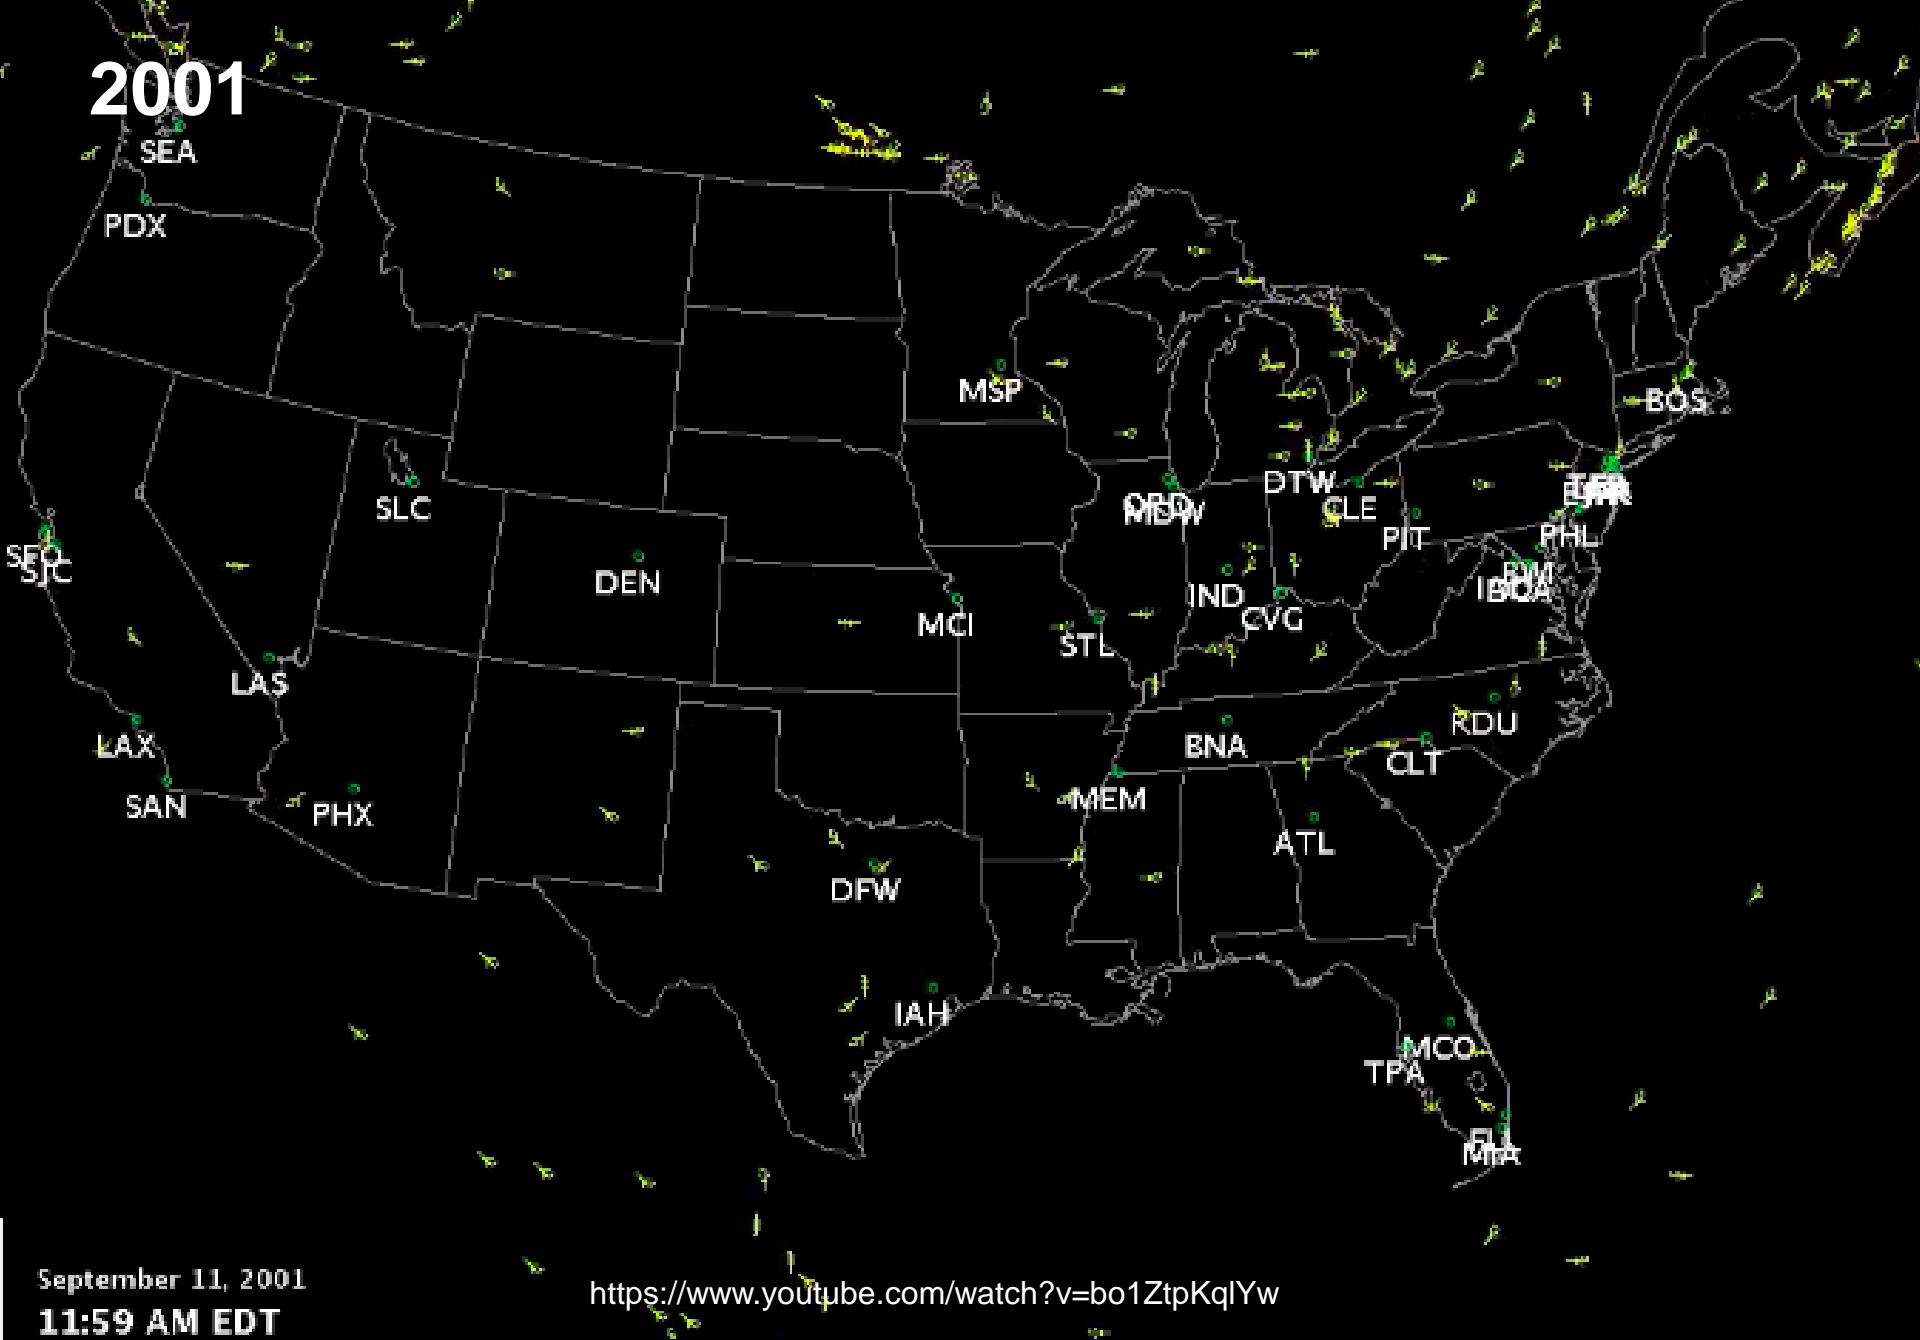 2001
SEA
PDX
MSP
BOS
DTW
SLC
CLE
MDW
PIT
PHL
SFO
SJC
DEN
IND
MCI
CVG
STL
LAS
RDU
LAX
BNA
CLT
MEM
SAN
PHX
ATL
DFW
IAH
MCO
TPA
MIA
September 11, 2001
https://www.youtube.com/watch?v=bo1ZtpKqlYw
11:59 AM EDT